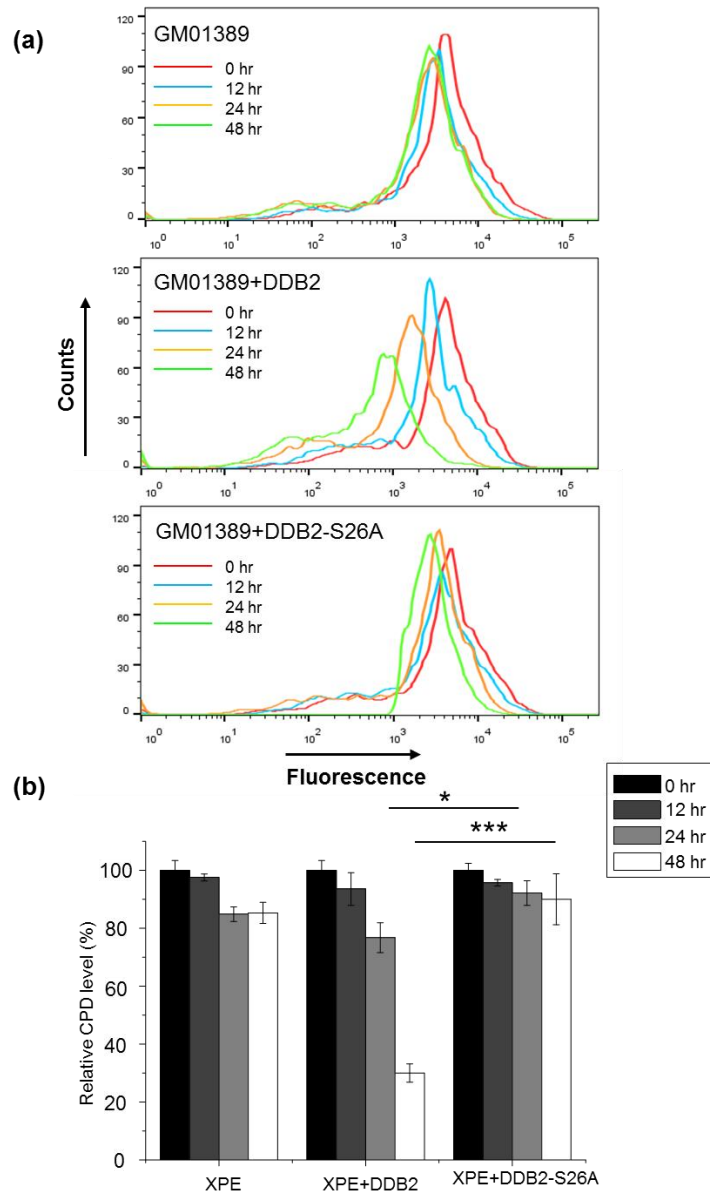 (a)
GM01389
0 hr
12 hr
24 hr
48 hr
120
90
60
30
0
10^0 10^1 10^2 10^3 10^4 10^5
GM01389+DDB2
0 hr
12 hr
24 hr
48 hr
120
90
60
30
0
10^0 10^1 10^2 10^3 10^4 10^5
Counts
GM01389+DDB2-S26A
0 hr
12 hr
24 hr
48 hr
120
90
60
30
0
10^0 10^1 10^2 10^3 10^4 10^5
Fluorescence
(b)
0 hr
12 hr
24 hr
48 hr
*
***
Relative CPD level (%)
100
80
60
40
20
0
XPE XPE+DDB2 XPE+DDB2-S26A